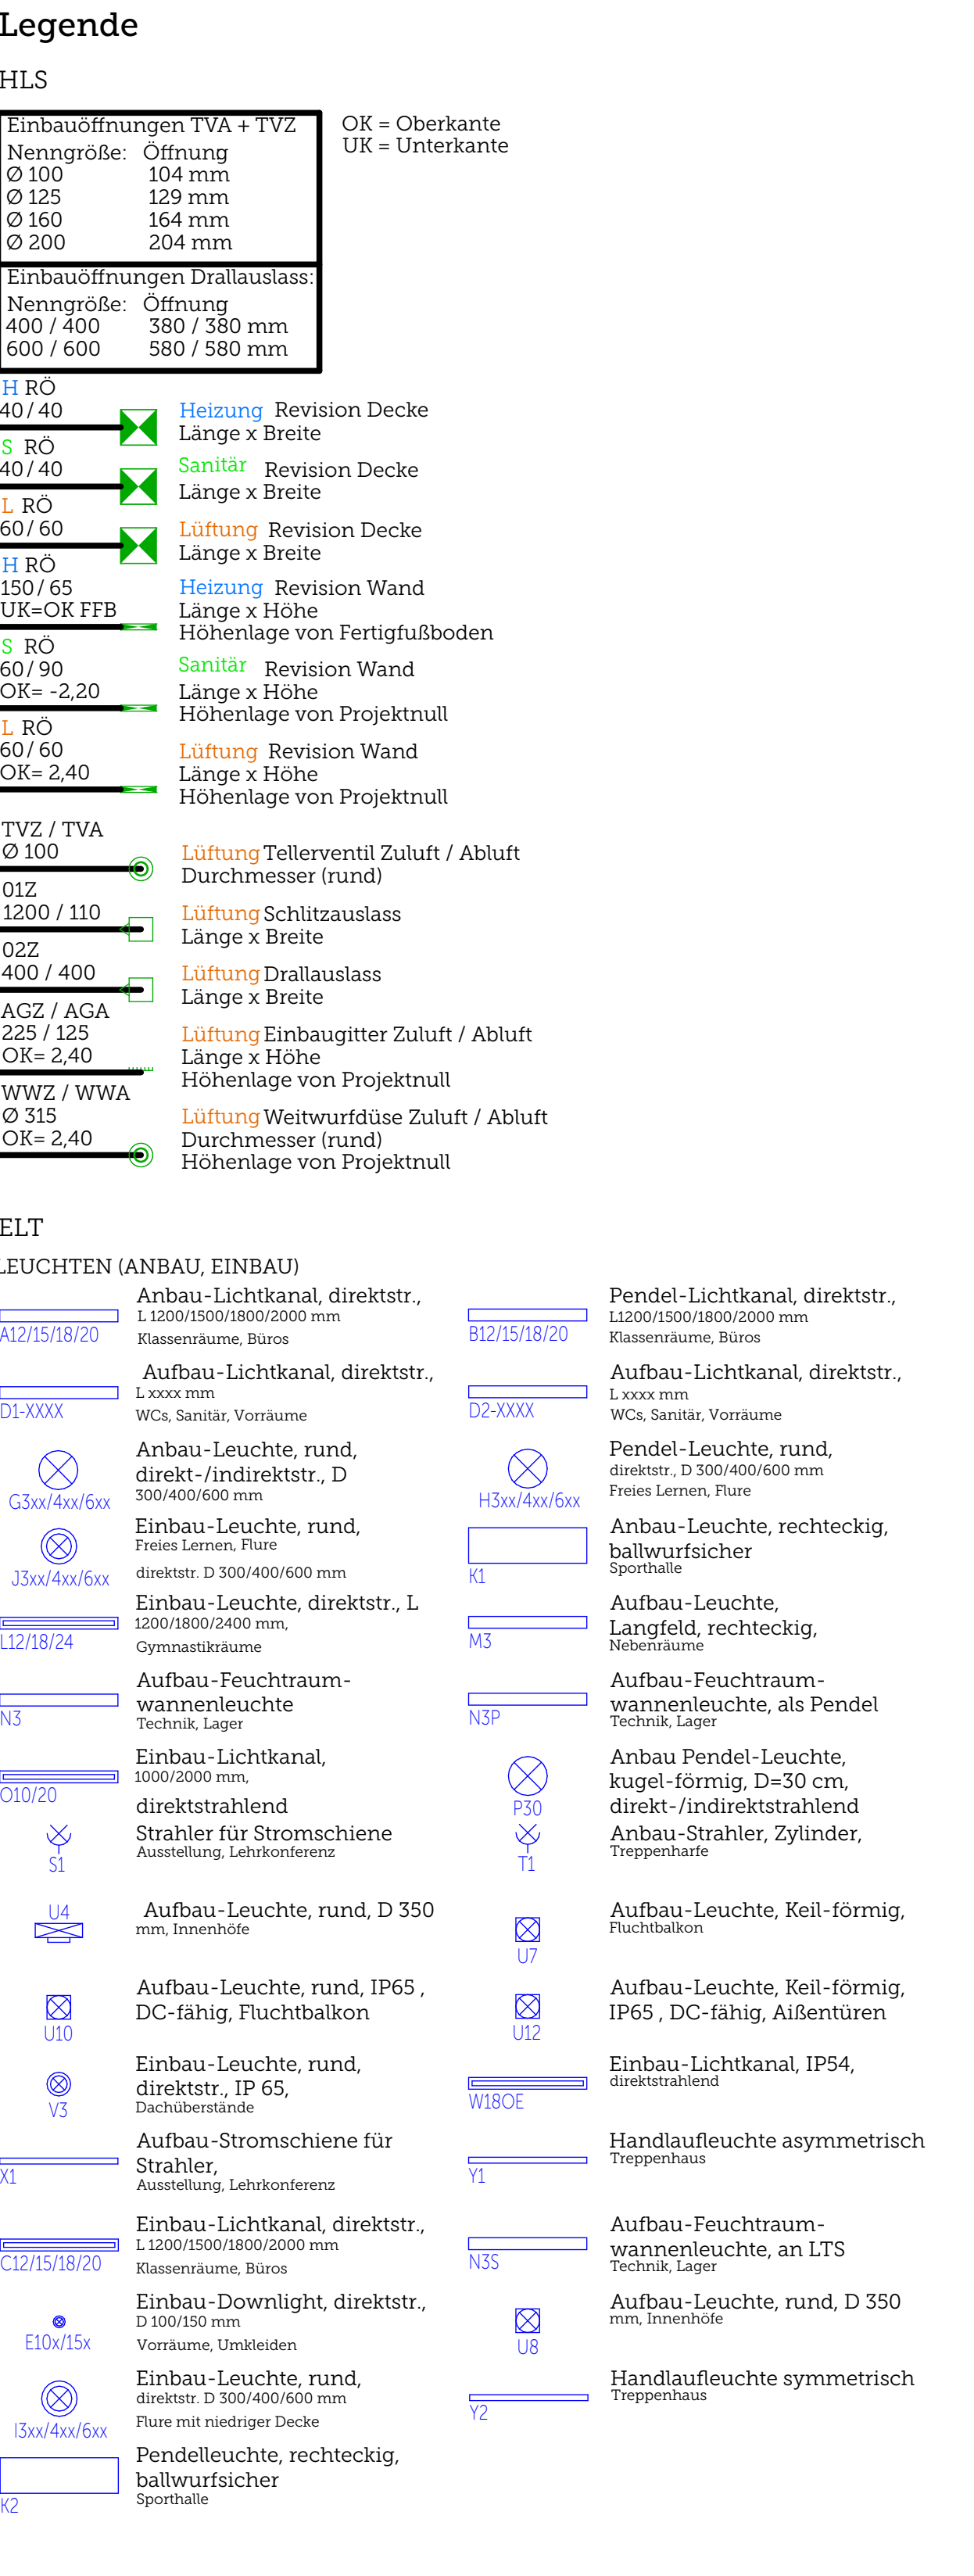 Legende
HLS
Einbauöffnungen TVA + TVZ
Nenngröße: Öffnung
Ø 100 104 mm
Ø 125 129 mm
Ø 160 164 mm
Ø 200 204 mm
OK = Oberkante
UK = Unterkante
Einbauöffnungen Drallauslass:
Nenngröße: Öffnung
400 / 400 380 / 380 mm
600 / 600 580 / 580 mm
H RÖ
40 / 40
Heizung Revision Decke
Länge x Breite
S RÖ
40 / 40
Sanitär Revision Decke
Länge x Breite
L RÖ
60 / 60
Lüftung Revision Decke
Länge x Breite
H RÖ
150 / 65
UK=OK FFB
Heizung Revision Wand
Länge x Höhe
Höhenlage von Fertigfußboden
S RÖ
60 / 90
OK= -2,20
Sanitär Revision Wand
Länge x Höhe
Höhenlage von Projektnull
L RÖ
60 / 60
OK= 2,40
Lüftung Revision Wand
Länge x Höhe
Höhenlage von Projektnull
TVZ / TVA
Ø 100
Lüftung Tellerventil Zuluft / Abluft
Durchmesser (rund)
01Z
1200 / 110
Lüftung Schlitzauslass
Länge x Breite
02Z
400 / 400
Lüftung Drallauslass
Länge x Breite
AGZ / AGA
225 / 125
OK= 2,40
Lüftung Einbaugitter Zuluft / Abluft
Länge x Höhe
Höhenlage von Projektnull
WWZ / WWA
Ø 315
OK= 2,40
Lüftung Weitwurfdüse Zuluft / Abluft
Durchmesser (rund)
Höhenlage von Projektnull
ELT
LEUCHTEN (ANBAU, EINBAU)
A12/15/18/20
Anbau-Lichtkanal, direktstr.,
L 1200/1500/1800/2000 mm
Klassenräume, Büros
B12/15/18/20
Pendel-Lichtkanal, direktstr.,
L1200/1500/1800/2000 mm
Klassenräume, Büros
D1-XXXX
Aufbau-Lichtkanal, direktstr.,
L xxxx mm
WCs, Sanitär, Vorräume
D2-XXXX
Aufbau-Lichtkanal, direktstr.,
L xxxx mm
WCs, Sanitär, Vorräume
G3xx/4xx/6xx
Anbau-Leuchte, rund,
direkt-/indirektstr., D
300/400/600 mm
H3xx/4xx/6xx
Pendel-Leuchte, rund,
direktstr., D 300/400/600 mm
Freies Lernen, Flure
J3xx/4xx/6xx
Einbau-Leuchte, rund,
Freies Lernen, Flure
direktstr. D 300/400/600 mm
K1
Anbau-Leuchte, rechteckig,
ballwurfsicher
Sporthalle
L12/18/24
Einbau-Leuchte, direktstr., L
1200/1800/2400 mm,
Gymnastikräume
M3
Aufbau-Leuchte,
Langfeld, rechteckig,
Nebenräume
N3
Aufbau-Feuchtraum-
wannenleuchte
Technik, Lager
N3P
Aufbau-Feuchtraum-
wannenleuchte, als Pendel
Technik, Lager
O10/20
Einbau-Lichtkanal,
1000/2000 mm,
direktstrahlend
P30
Anbau Pendel-Leuchte,
kugel-förmig, D=30 cm,
direkt-/indirektstrahlend
S1
Strahler für Stromschiene
Ausstellung, Lehrkonferenz
T1
Anbau-Strahler, Zylinder,
Treppenharfe
U4
Aufbau-Leuchte, rund, D 350
mm, Innenhöfe
U7
Aufbau-Leuchte, Keil-förmig,
Fluchtbalkon
U10
Aufbau-Leuchte, rund, IP65 ,
DC-fähig, Fluchtbalkon
U12
Aufbau-Leuchte, Keil-förmig,
IP65 , DC-fähig, Aißentüren
V3
Einbau-Leuchte, rund,
direktstr., IP 65,
Dachüberstände
W18OE
Einbau-Lichtkanal, IP54,
direktstrahlend
X1
Aufbau-Stromschiene für
Strahler,
Ausstellung, Lehrkonferenz
Y1
Handlaufleuchte asymmetrisch
Treppenhaus
C12/15/18/20
Einbau-Lichtkanal, direktstr.,
L 1200/1500/1800/2000 mm
Klassenräume, Büros
N3S
Aufbau-Feuchtraum-
wannenleuchte, an LTS
Technik, Lager
E10x/15x
Einbau-Downlight, direktstr.,
D 100/150 mm
Vorräume, Umkleiden
U8
Aufbau-Leuchte, rund, D 350
mm, Innenhöfe
I3xx/4xx/6xx
Einbau-Leuchte, rund,
direktstr. D 300/400/600 mm
Flure mit niedriger Decke
Y2
Handlaufleuchte symmetrisch
Treppenhaus
K2
Pendelleuchte, rechteckig,
ballwurfsicher
Sporthalle